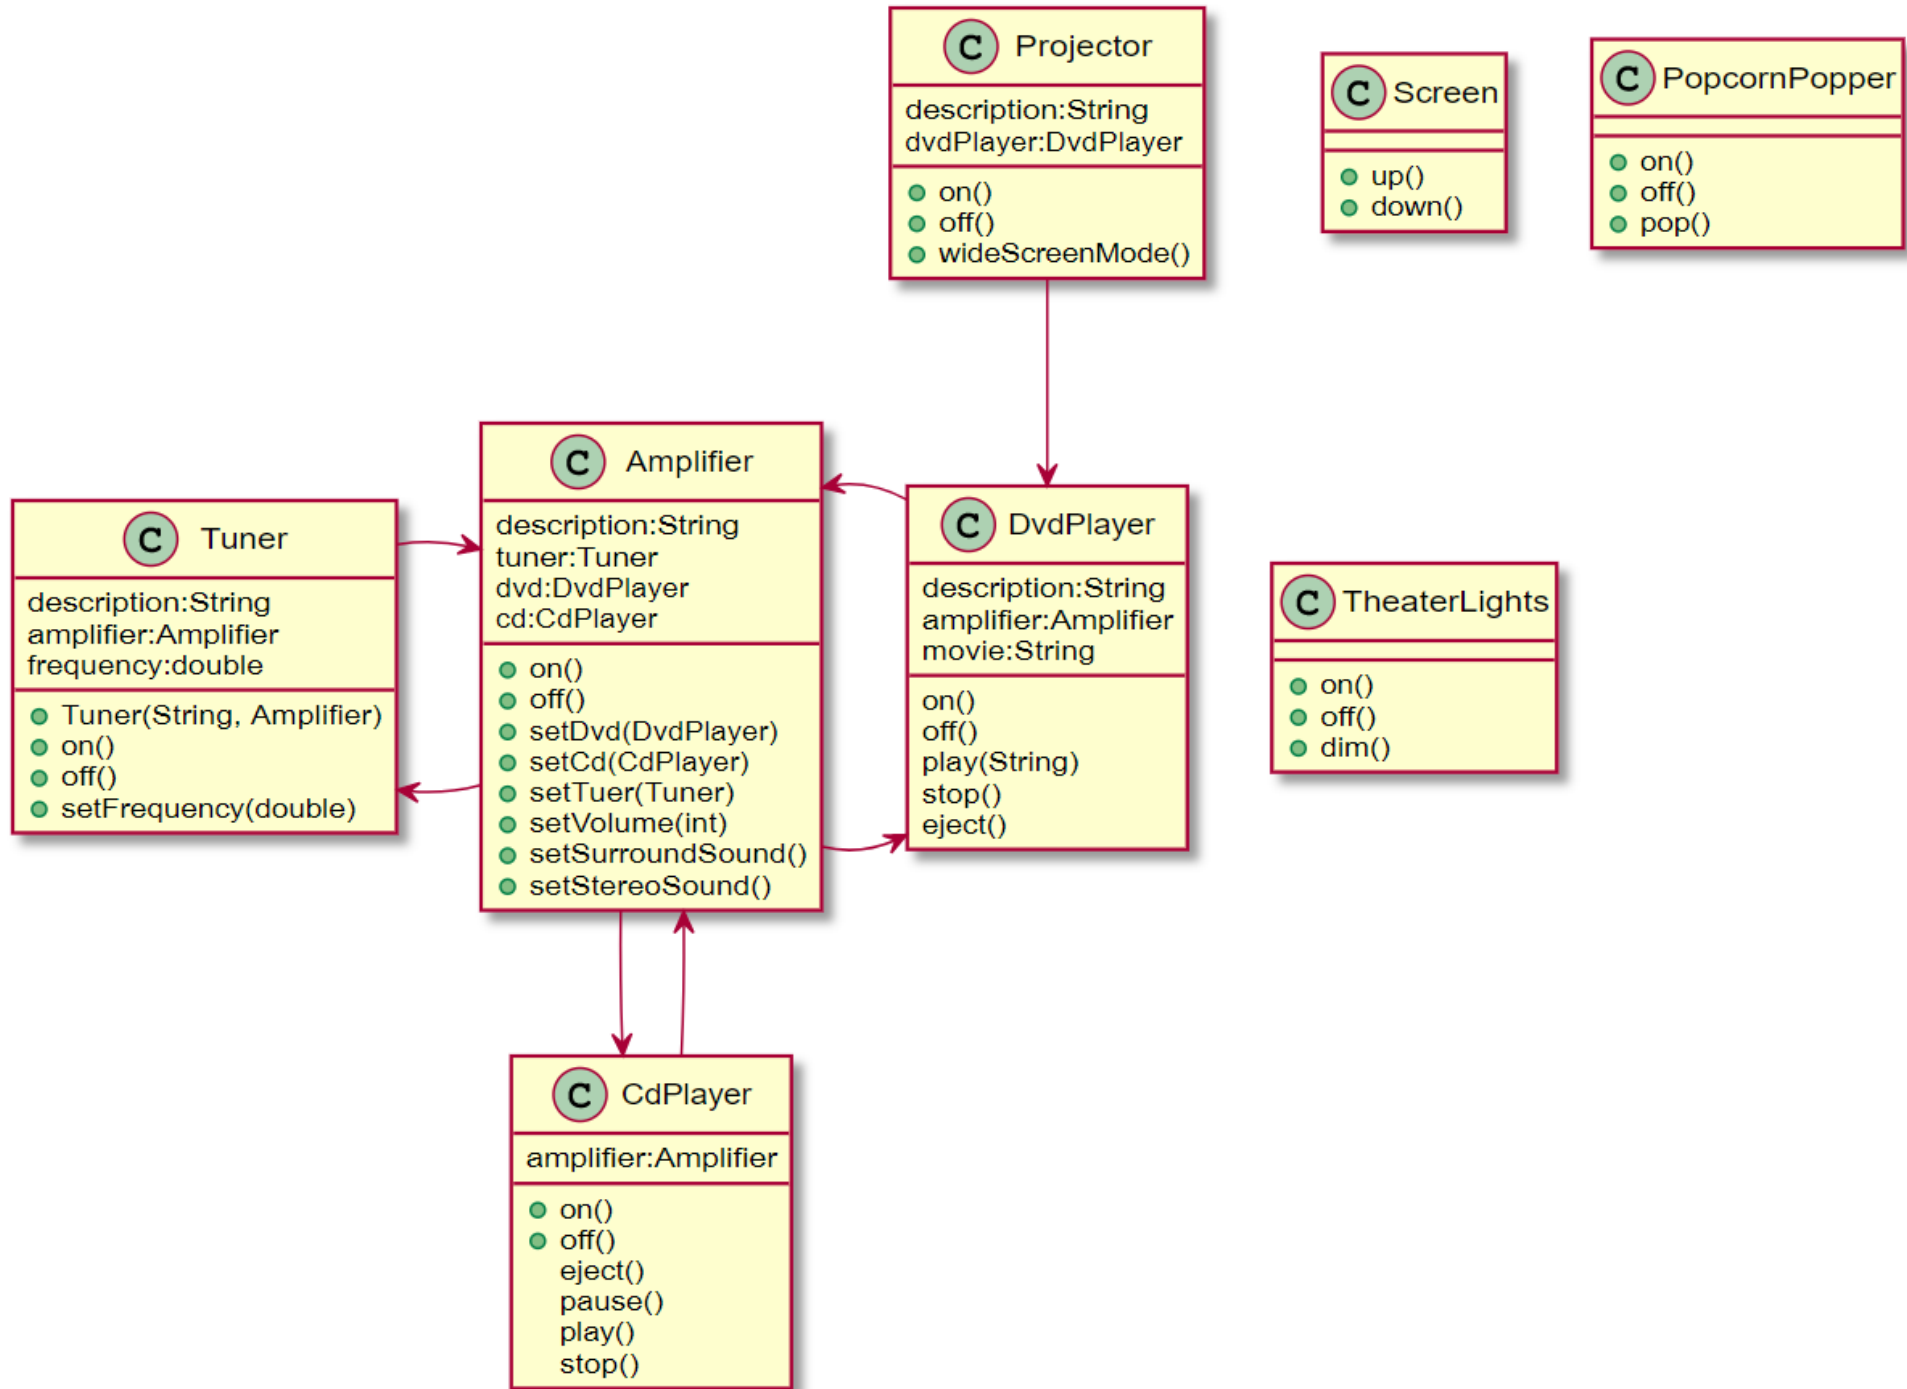 C Projector
description:String
dvdPlayer:DvdPlayer
on()
off()
wideScreenMode()
C Screen
up()
down()
C PopcornPopper
on()
off()
pop()
C Tuner
description:String
amplifier:Amplifier
frequency:double
Tuner(String, Amplifier)
on()
off()
setFrequency(double)
C Amplifier
description:String
tuner:Tuner
dvd:DvdPlayer
cd:CdPlayer
on()
off()
setDvd(DvdPlayer)
setCd(CdPlayer)
setTuer(Tuner)
setVolume(int)
setSurroundSound()
setStereoSound()
C DvdPlayer
description:String
amplifier:Amplifier
movie:String
on()
off()
play(String)
stop()
eject()
C TheaterLights
on()
off()
dim()
C CdPlayer
amplifier:Amplifier
on()
off()
eject()
pause()
play()
stop()